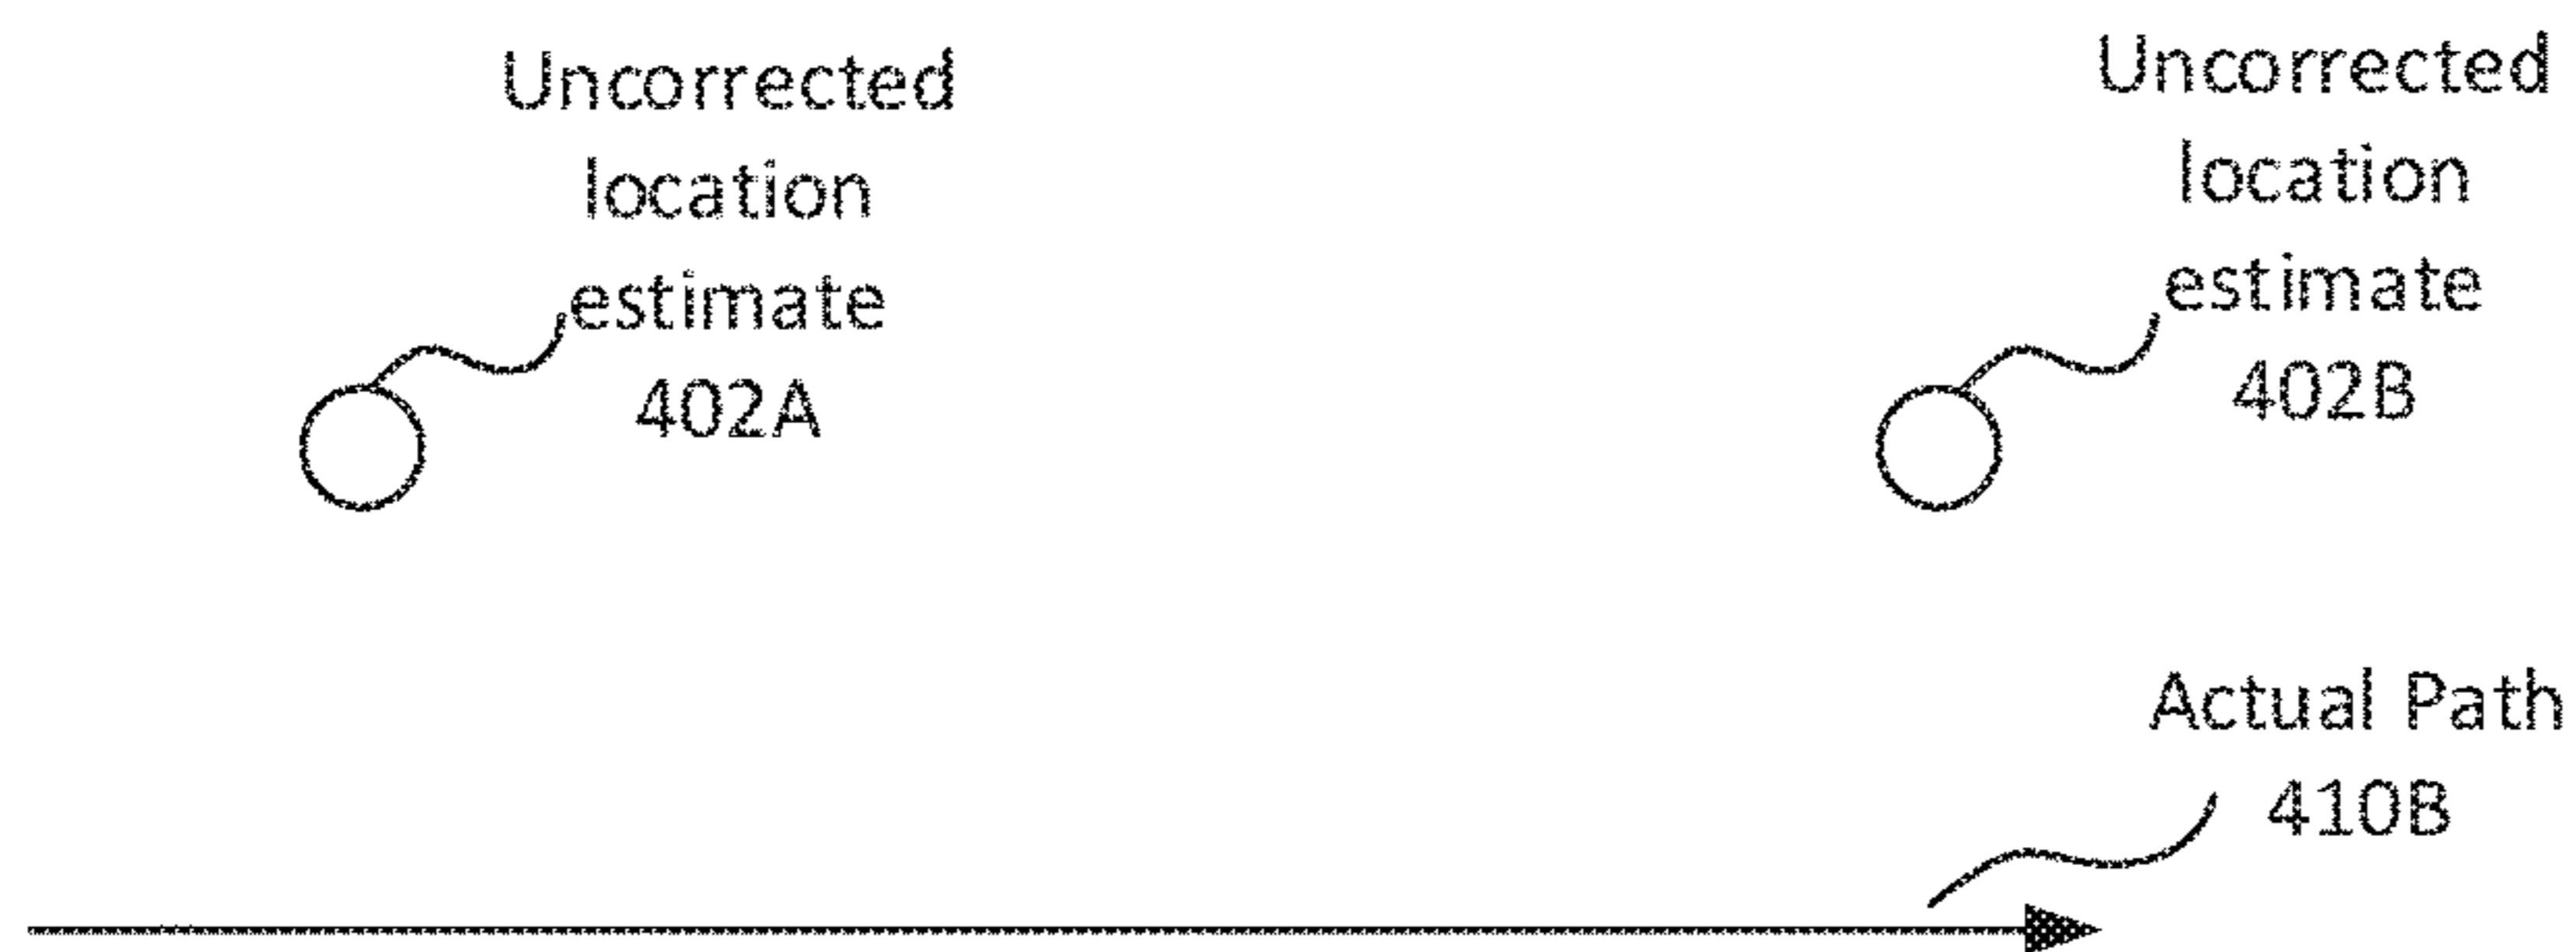 Uncorrected
location
estimate
402A
Uncorrected
location
estimate
402B
Actual Path
410B